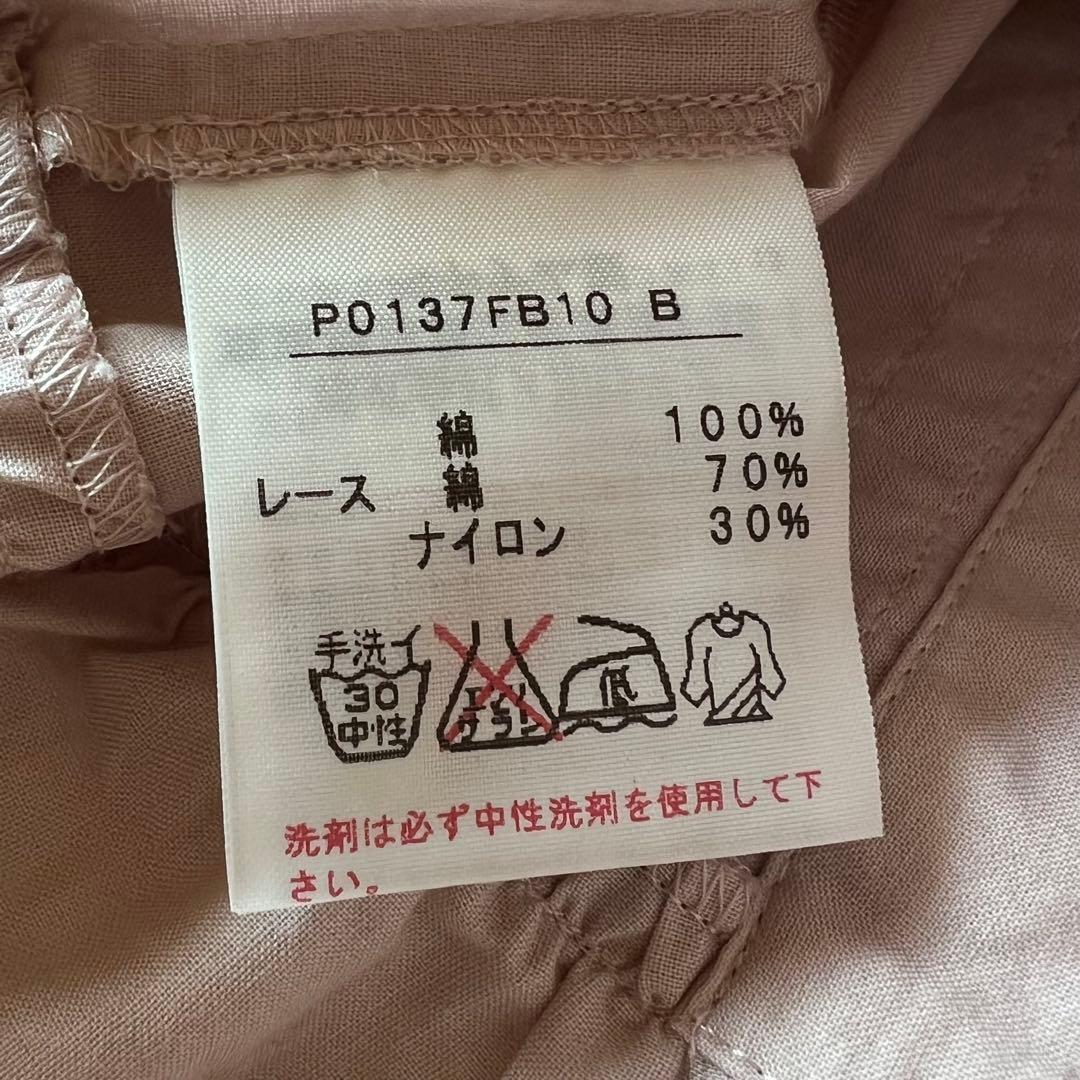 P0137FB10 B
綿 100%
レース 綿 70%
ナイロン 30%
手洗イ
30
中性
エンソ
サラシ
低
洗剤は必ず中性洗剤を使用して下
さい。